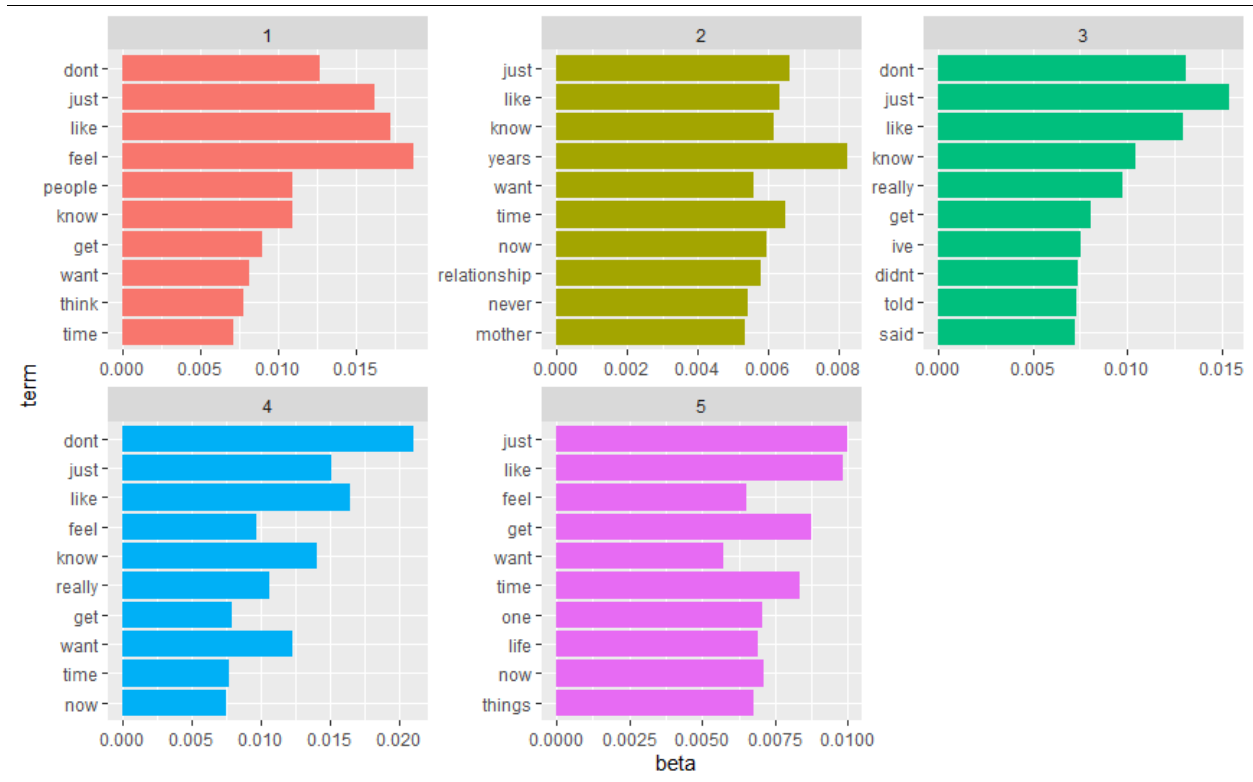 1
dont
just
like
feel
people
know
get
want
think
time
0.000 0.005 0.010 0.015
2
just
like
know
years
want
time
now
relationship
never
mother
0.000 0.002 0.004 0.006 0.008
3
dont
just
like
know
really
get
ive
didnt
told
said
0.000 0.005 0.010 0.015
term
4
dont
just
like
feel
know
really
get
want
time
now
0.000 0.005 0.010 0.015 0.020
5
just
like
feel
get
want
time
one
life
now
things
0.0000 0.0025 0.0050 0.0075 0.0100
beta